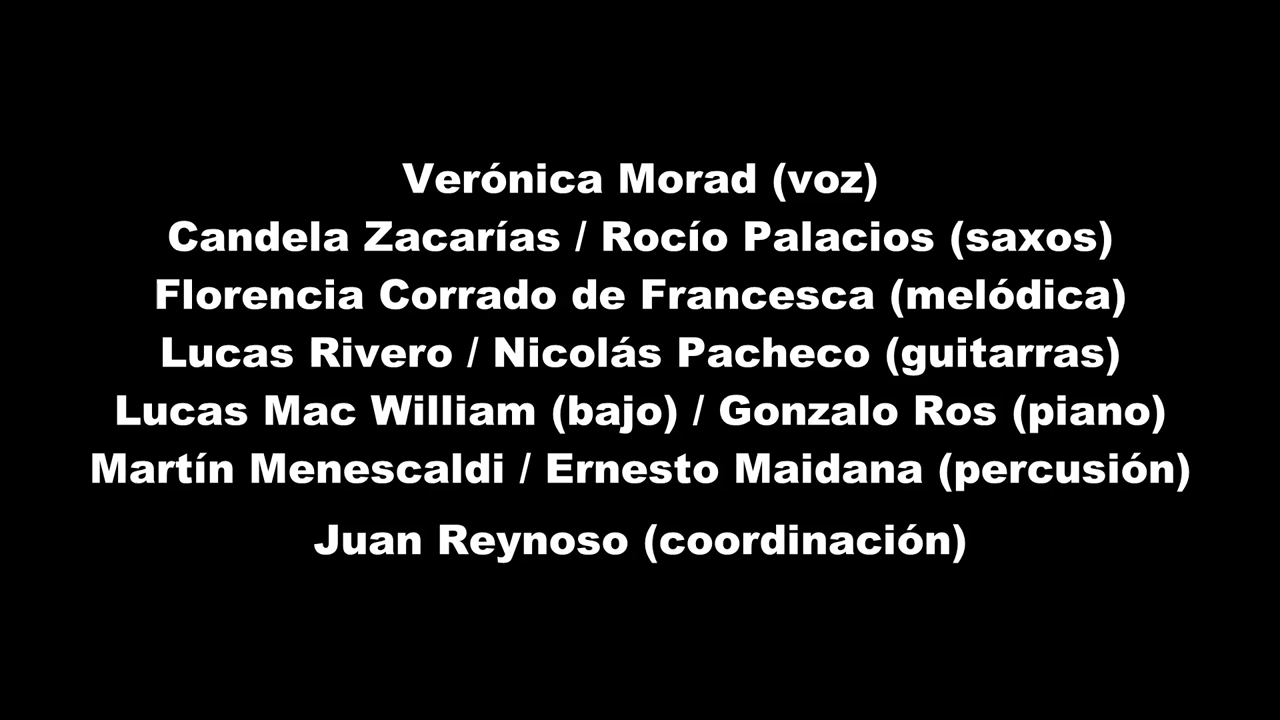 Verónica Morad (voz)
Candela Zacarías / Rocío Palacios (saxos)
Florencia Corrado de Francesca (melódica)
Lucas Rivero / Nicolás Pacheco (guitarras)
Lucas Mac William (bajo) / Gonzalo Ros (piano)
Martín Menescaldi / Ernesto Maidana (percusión)
Juan Reynoso (coordinación)